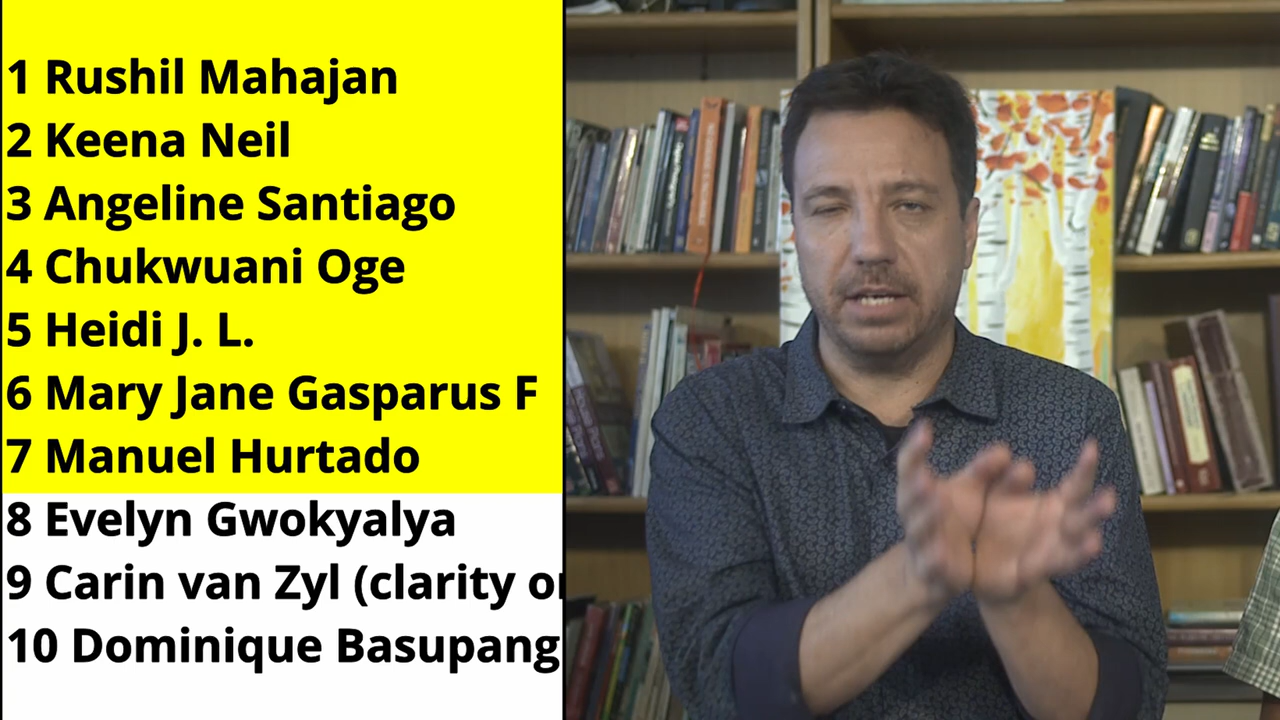 1 Rushil Mahajan
2 Keena Neil
3 Angeline Santiago
4 Chukwuani Oge
5 Heidi J. L.
6 Mary Jane Gasparus F
7 Manuel Hurtado
8 Evelyn Gwokyalya
9 Carin van Zyl (clarity
10 Dominique Basupang